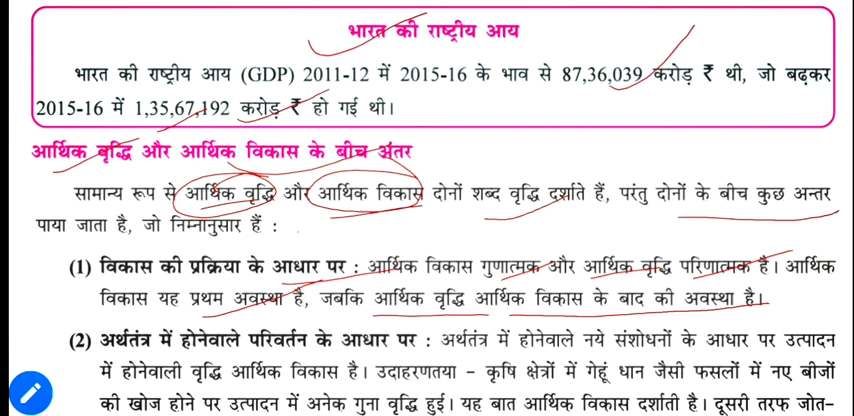 भारत की राष्ट्रीय आय
भारत की राष्ट्रीय आय (GDP) 2011-12 में 2015-16 के भाव से 87,36,039 करोड़ ₹ थी, जो बढ़कर
2015-16 में 1,35,67,192 करोड़ ₹ हो गई थी।
आर्थिक वृद्धि और आर्थिक विकास के बीच अंतर
सामान्य रूप से आर्थिक वृद्धि और आर्थिक विकास दोनों शब्द वृद्धि दर्शाते हैं, परंतु दोनों के बीच कुछ अन्तर
पाया जाता है, जो निम्नानुसार हैं :
(1) विकास की प्रक्रिया के आधार पर : आर्थिक विकास गुणात्मक और आर्थिक वृद्धि परिणात्मक है। आर्थिक
विकास यह प्रथम अवस्था है, जबकि आर्थिक वृद्धि आर्थिक विकास के बाद की अवस्था है।
(2) अर्थतंत्र में होनेवाले परिवर्तन के आधार पर : अर्थतंत्र में होनेवाले नये संशोधनों के आधार पर उत्पादन
में होनेवाली वृद्धि आर्थिक विकास है। उदाहरणतया - कृषि क्षेत्रों में गेहूं धान जैसी फसलों में नए बीजों
की खोज होने पर उत्पादन में अनेक गुना वृद्धि हुई। यह बात आर्थिक विकास दर्शाती है। दूसरी तरफ जोत-